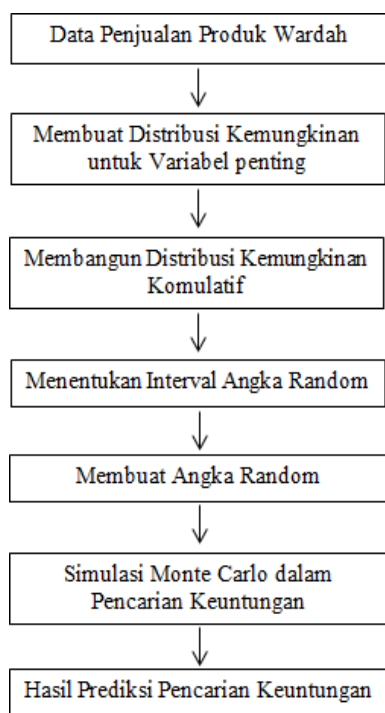 Data Penjualan Produk Wardah
Membuat Distribusi Kemungkinan
untuk Variabel penting
Membangun Distribusi Kemungkinan
Komulatif
Menentukan Interval Angka Random
Membuat Angka Random
Simulasi Monte Carlo dalam
Pencarian Keuntungan
Hasil Prediksi Pencarian Keuntungan